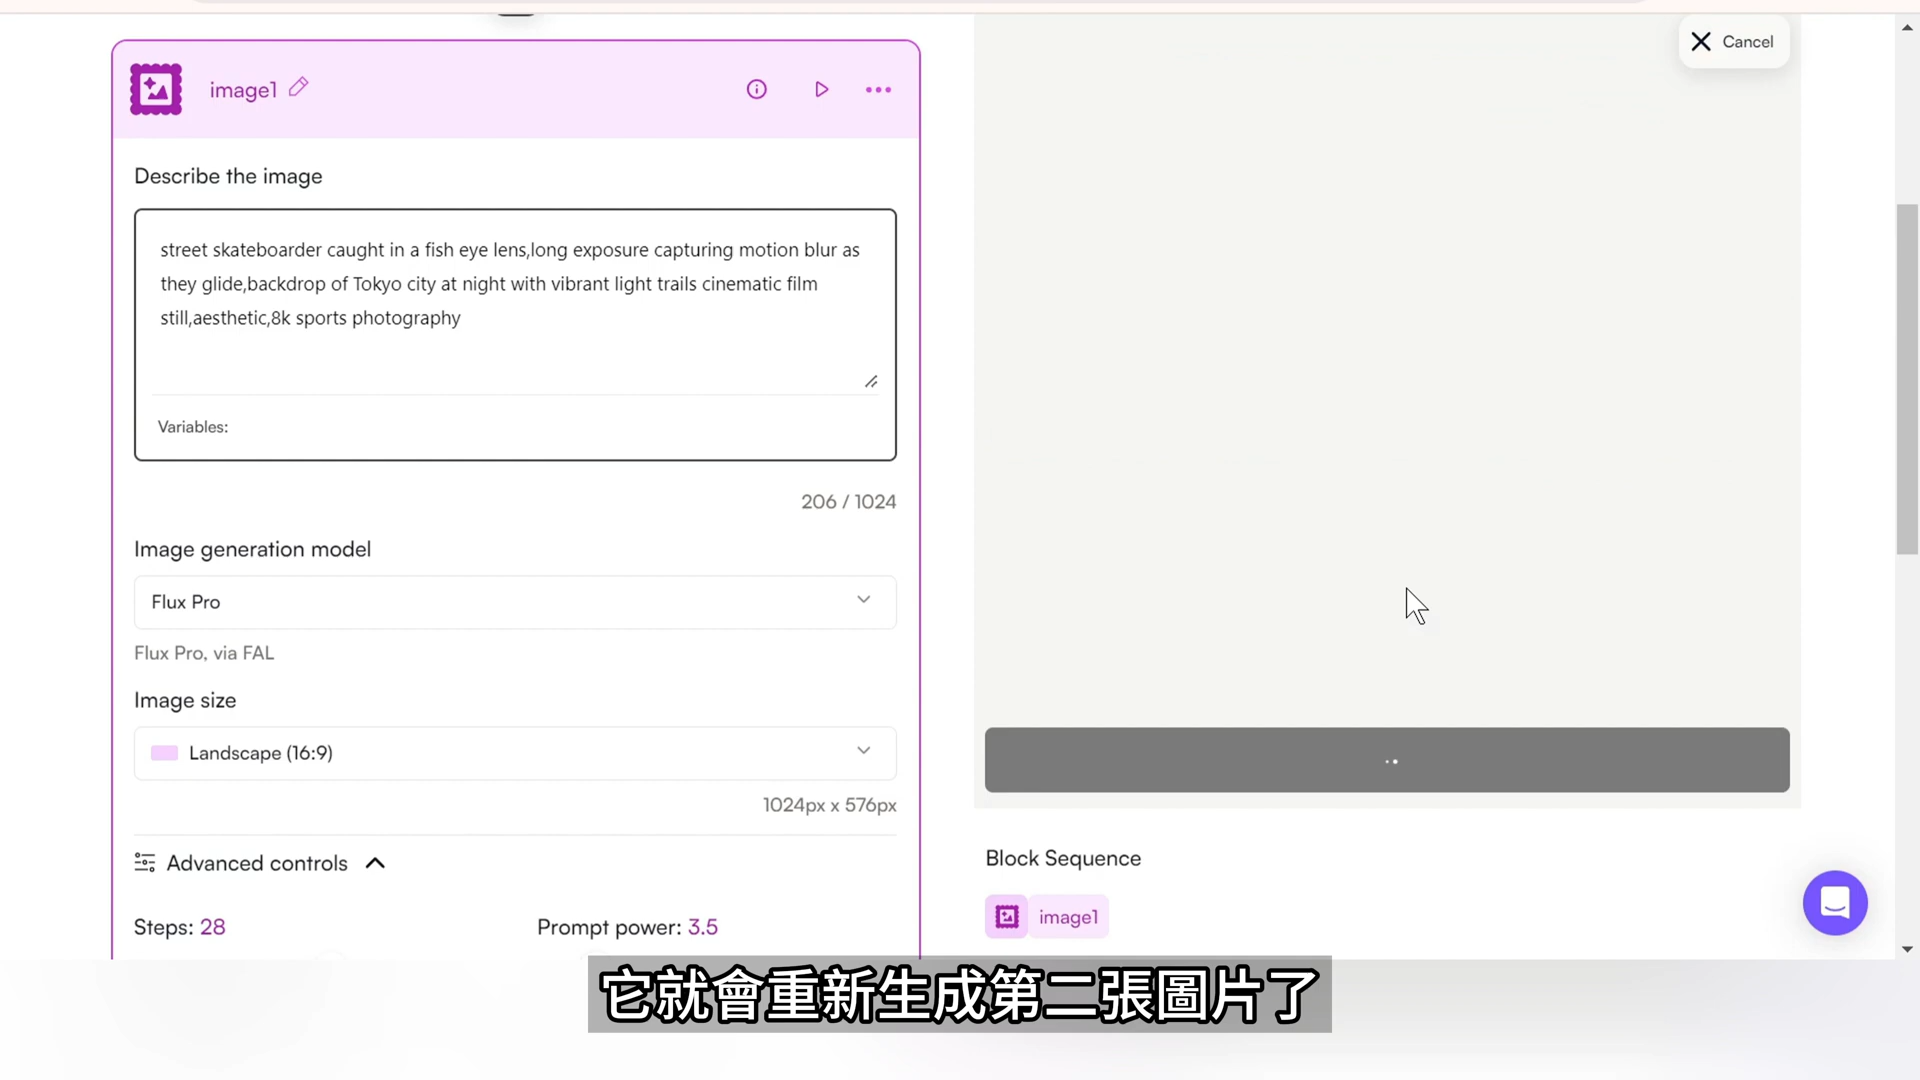 image1
Cancel
Describe the image
street skateboarder caught in a fish eye lens,long exposure capturing motion blur as
they glide,backdrop of Tokyo city at night with vibrant light trails cinematic film
still,aesthetic,8k sports photography
Variables:
206 / 1024
Image generation model
Flux Pro
Flux Pro, via FAL
Image size
Landscape (16:9)
1024px x 576px
Advanced controls
Steps: 28
Prompt power: 3.5
Block Sequence
image1
它就會重新生成第二張圖片了